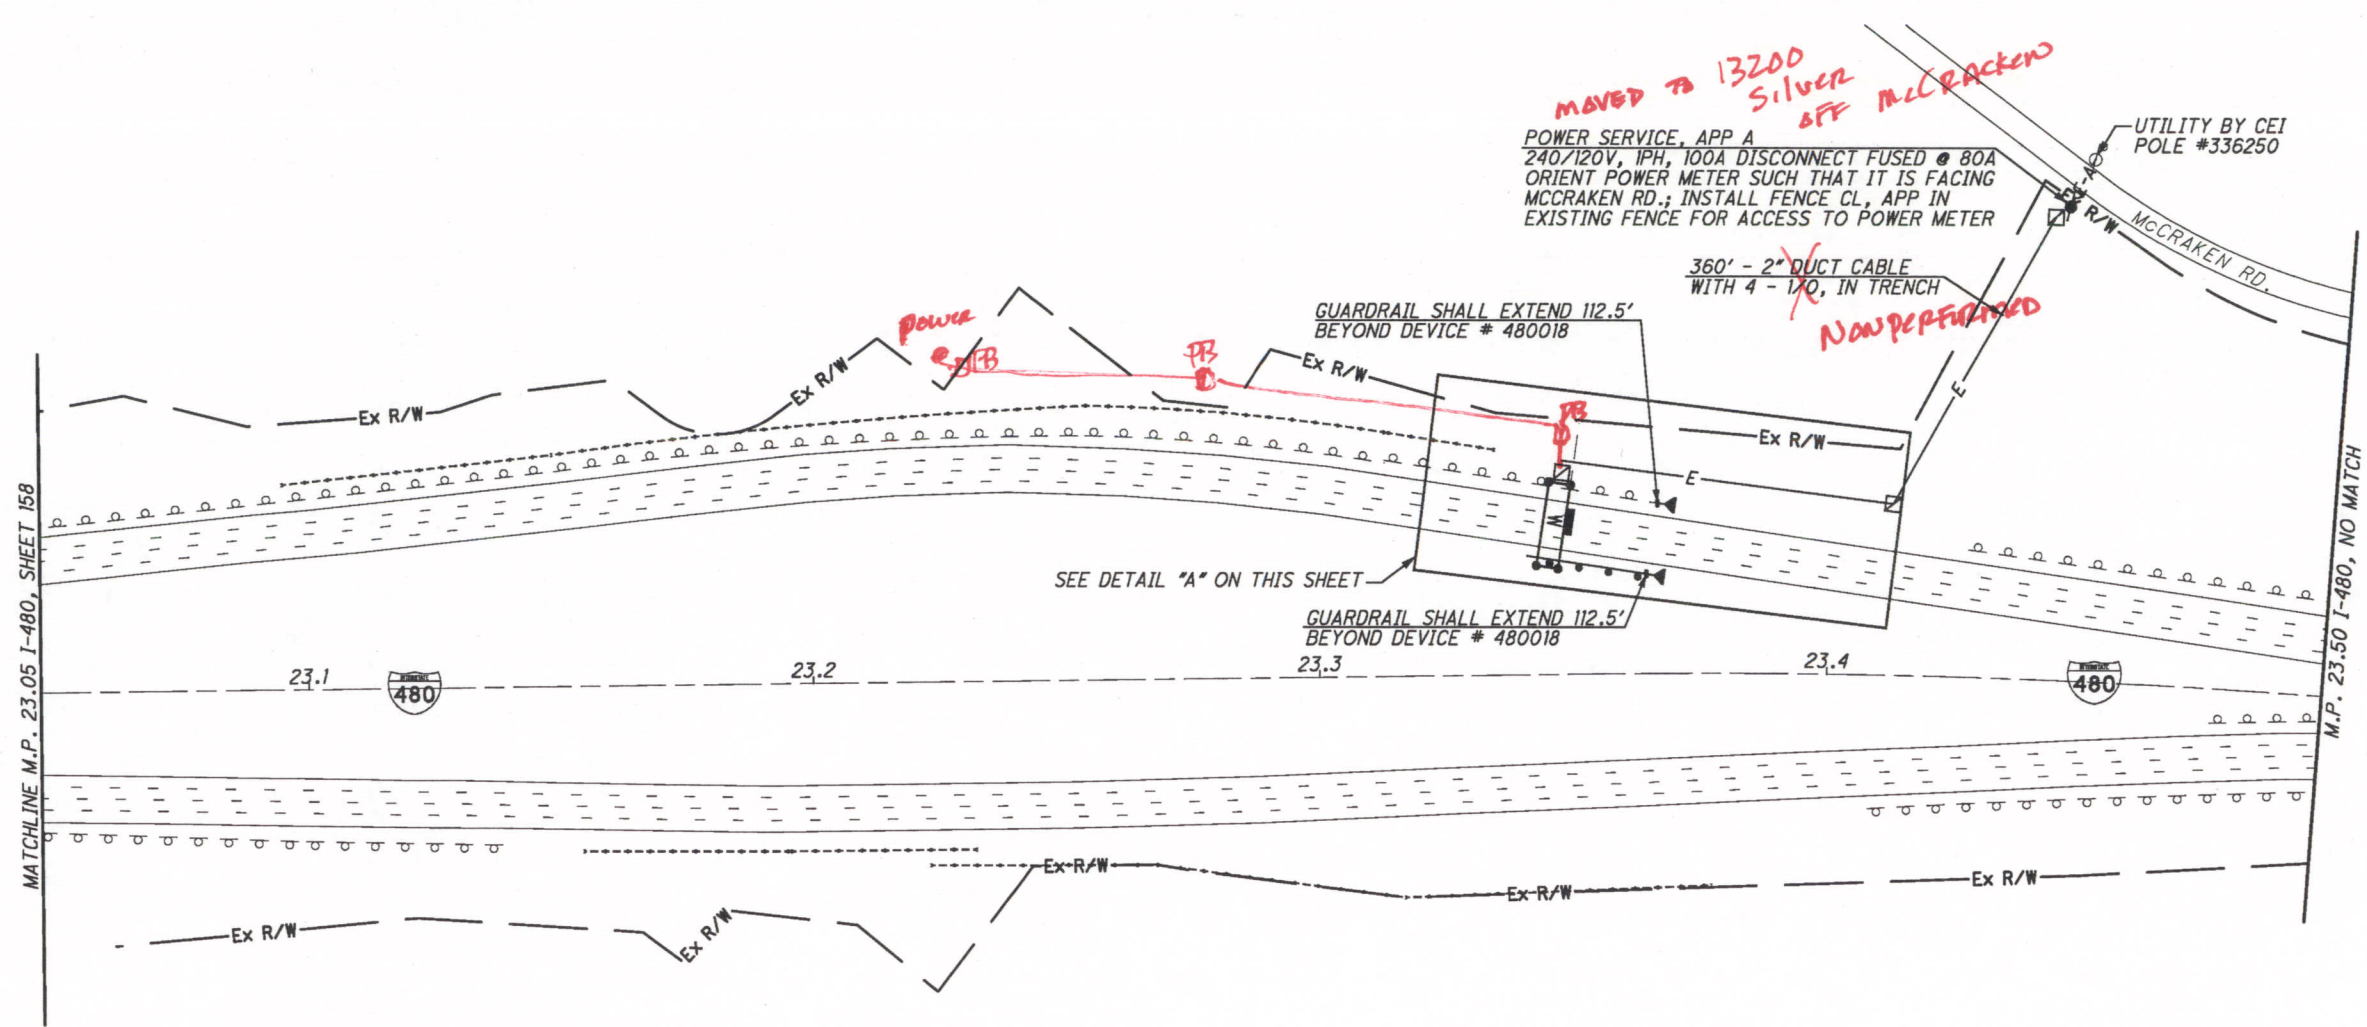 MOVED TO 13200
Silver
OFF McCRACKEN
POWER SERVICE, APP A
240/120V, 1PH, 100A DISCONNECT FUSED @ 80A
ORIENT POWER METER SUCH THAT IT IS FACING
MCCRAKEN RD.; INSTALL FENCE CL, APP IN
EXISTING FENCE FOR ACCESS TO POWER METER
UTILITY BY CEI
POLE #336250
Ex R/W
McCRAKEN RD.
360' - 2" DUCT CABLE
WITH 4 - 1/0, IN TRENCH
NONPERFORMED
GUARDRAIL SHALL EXTEND 112.5'
BEYOND DEVICE # 480018
POWER
PB
PB
PB
Ex R/W
Ex R/W
Ex R/W
Ex R/W
E
E
W
SEE DETAIL "A" ON THIS SHEET
GUARDRAIL SHALL EXTEND 112.5'
BEYOND DEVICE # 480018
MATCHLINE M.P. 23.05 I-480, SHEET 158
M.P. 23.50 I-480, NO MATCH
23.1
23.2
23.3
23.4
INTERSTATE
480
INTERSTATE
480
Ex R/W
Ex R/W
Ex R/W
Ex R/W
Ex R/W